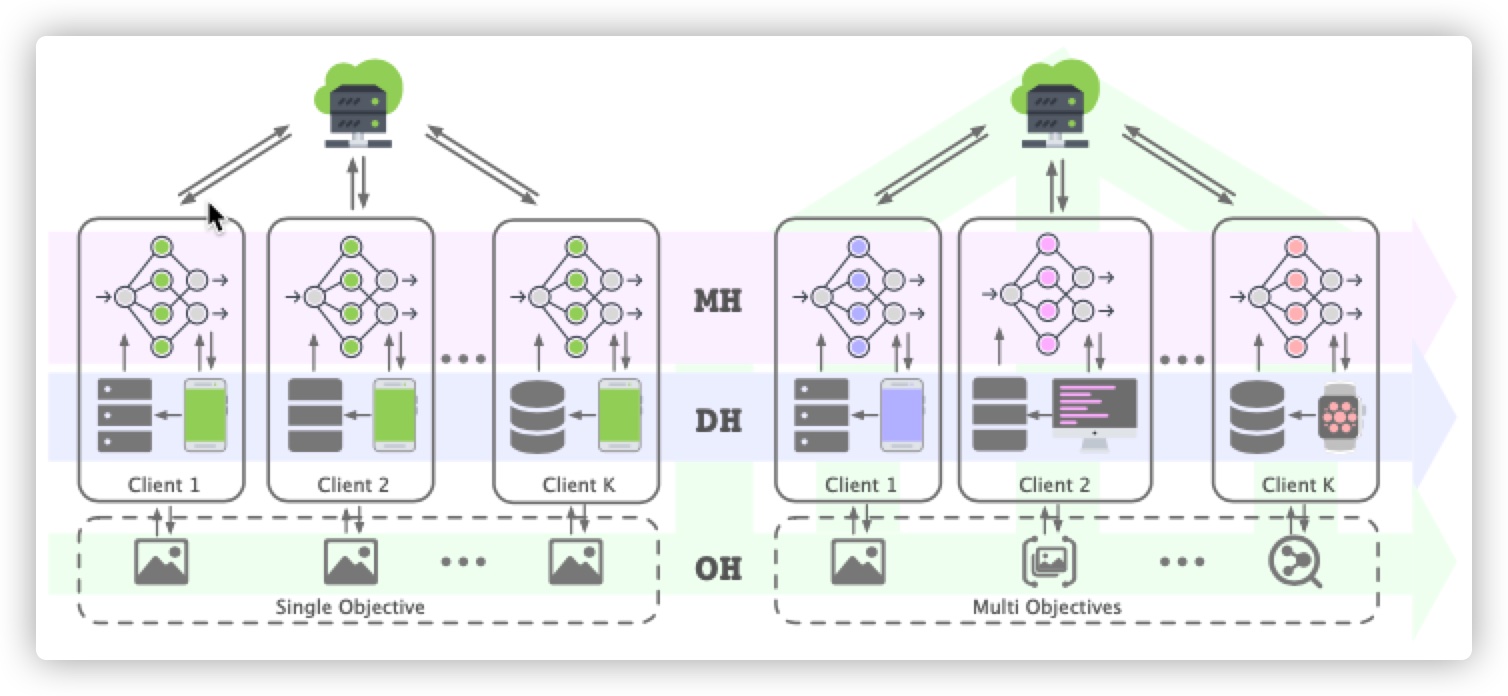 MH
DH
Client 1
Client 2
Client K
Client 1
Client 2
Client K
OH
Single Objective
Multi Objectives